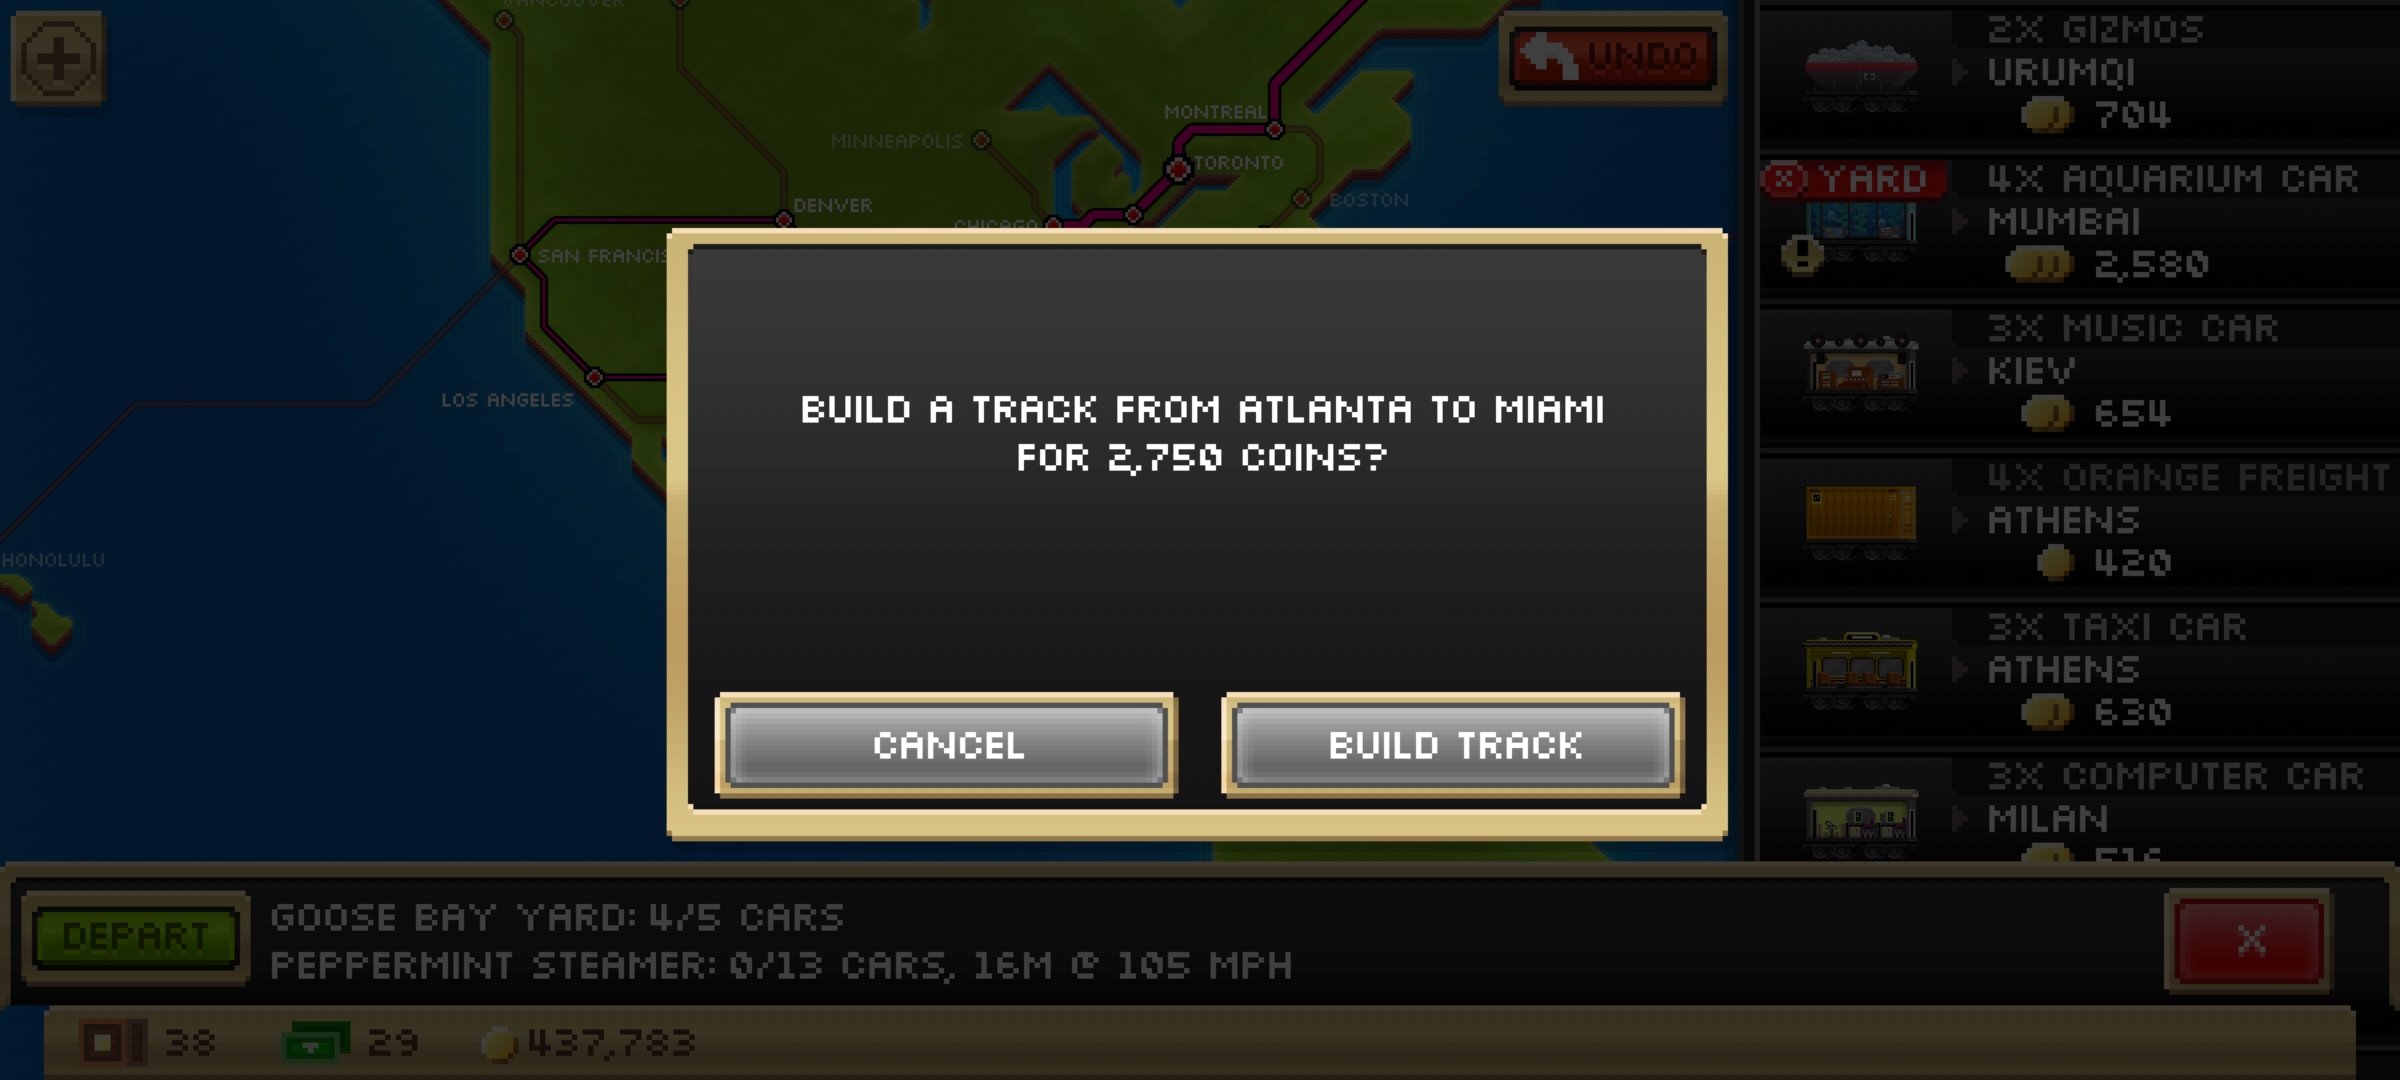 VANCOUVER
UNDO
MONTREAL
MINNEAPOLIS
TORONTO
DENVER
BOSTON
CHICAGO
SAN FRANCIS
LOS ANGELES
HONOLULU
2X GIZMOS
URUMQI
704
YARD
4X AQUARIUM CAR
MUMBAI
2,580
3X MUSIC CAR
KIEV
654
4X ORANGE FREIGHT
ATHENS
420
3X TAXI CAR
ATHENS
630
3X COMPUTER CAR
MILAN
516
BUILD A TRACK FROM ATLANTA TO MIAMI
FOR 2,750 COINS?
CANCEL
BUILD TRACK
DEPART
GOOSE BAY YARD: 4/5 CARS
PEPPERMINT STEAMER: 0/13 CARS, 16M @ 105 MPH
X
38
29
437,783